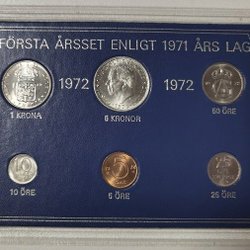 FÖRSTA ÅRSSET ENLIGT 1971 ÅRS LAG
1972 1972
1 KRONA 5 KRONOR 50 ÖRE
10 ÖRE 5 ÖRE 25 ÖRE